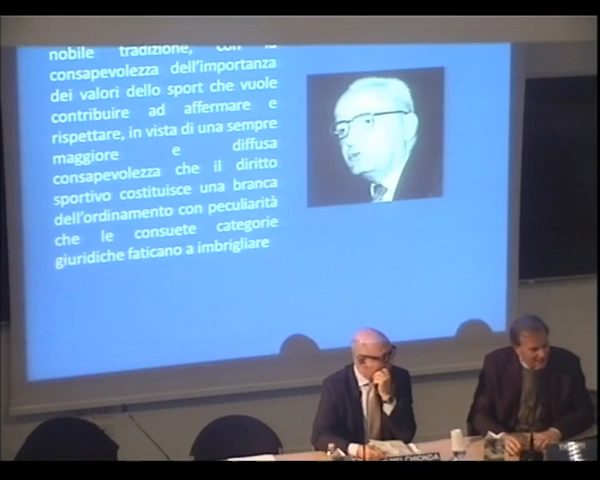 nobile tradizione, con la
consapevolezza dell'importanza
dei valori dello sport che vuole
contribuire ad affermare e
rispettare, in vista di una sempre
maggiore e diffusa
consapevolezza che il diritto
sportivo costituisce una branca
dell'ordinamento con peculiarità
che le consuete categorie
giuridiche faticano a imbrigliare
MELCHIONDA